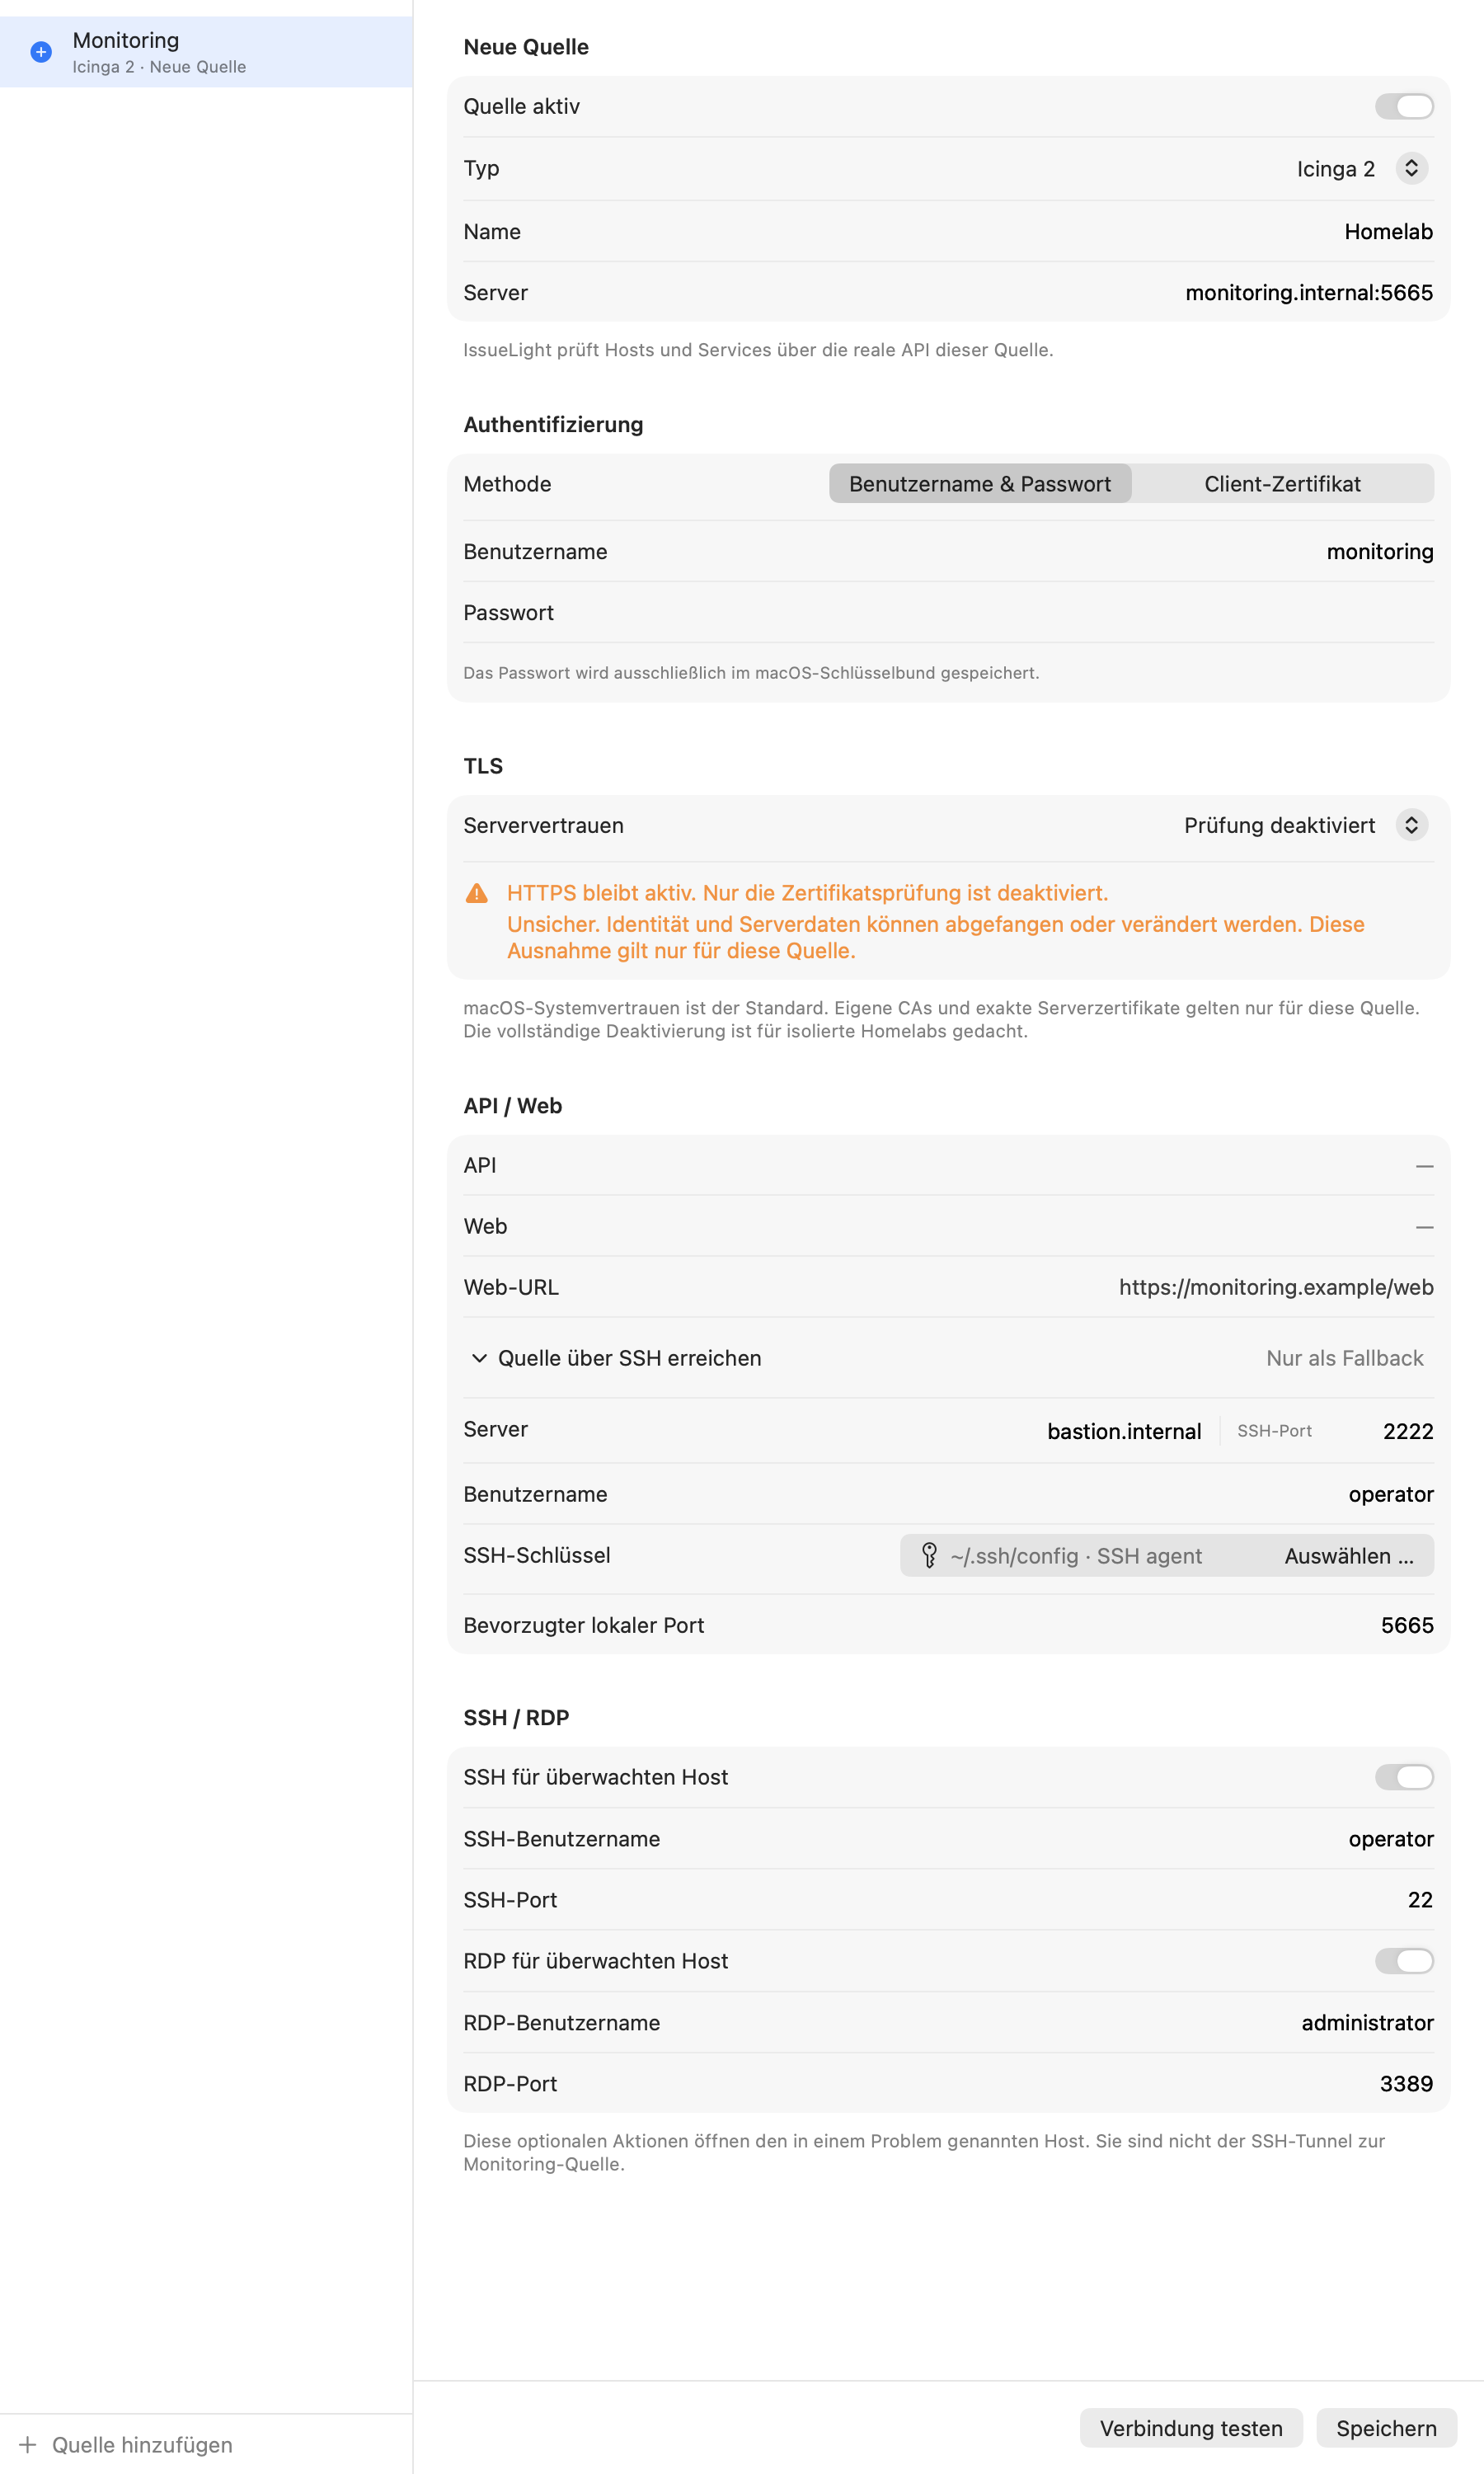 Monitoring
Icinga 2 · Neue Quelle
Quelle hinzufügen
Neue Quelle
Quelle aktiv
Typ Icinga 2
Name Homelab
Server monitoring.internal:5665
IssueLight prüft Hosts und Services über die reale API dieser Quelle.
Authentifizierung
Methode Benutzername & Passwort Client-Zertifikat
Benutzername monitoring
Passwort
Das Passwort wird ausschließlich im macOS-Schlüsselbund gespeichert.
TLS
Serververtrauen Prüfung deaktiviert
HTTPS bleibt aktiv. Nur die Zertifikatsprüfung ist deaktiviert.
Unsicher. Identität und Serverdaten können abgefangen oder verändert werden. Diese
Ausnahme gilt nur für diese Quelle.
macOS-Systemvertrauen ist der Standard. Eigene CAs und exakte Serverzertifikate gelten nur für diese Quelle.
Die vollständige Deaktivierung ist für isolierte Homelabs gedacht.
API / Web
API —
Web —
Web-URL https://monitoring.example/web
Quelle über SSH erreichen Nur als Fallback
Server bastion.internal SSH-Port 2222
Benutzername operator
SSH-Schlüssel ~/.ssh/config · SSH agent Auswählen ...
Bevorzugter lokaler Port 5665
SSH / RDP
SSH für überwachten Host
SSH-Benutzername operator
SSH-Port 22
RDP für überwachten Host
RDP-Benutzername administrator
RDP-Port 3389
Diese optionalen Aktionen öffnen den in einem Problem genannten Host. Sie sind nicht der SSH-Tunnel zur
Monitoring-Quelle.
Verbindung testen Speichern